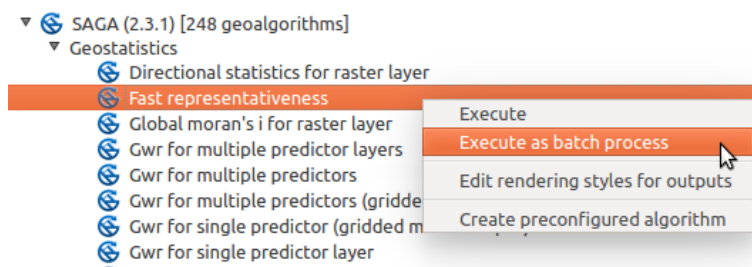 SAGA (2.3.1) [248 geoalgorithms]
Geostatistics
Directional statistics for raster layer
Fast representativeness
Global moran's i for raster layer
Gwr for multiple predictor layers
Gwr for multiple predictors
Gwr for multiple predictors (gridde
Gwr for single predictor (gridded m
Gwr for single predictor layer
Execute
Execute as batch process
Edit rendering styles for outputs
Create preconfigured algorithm